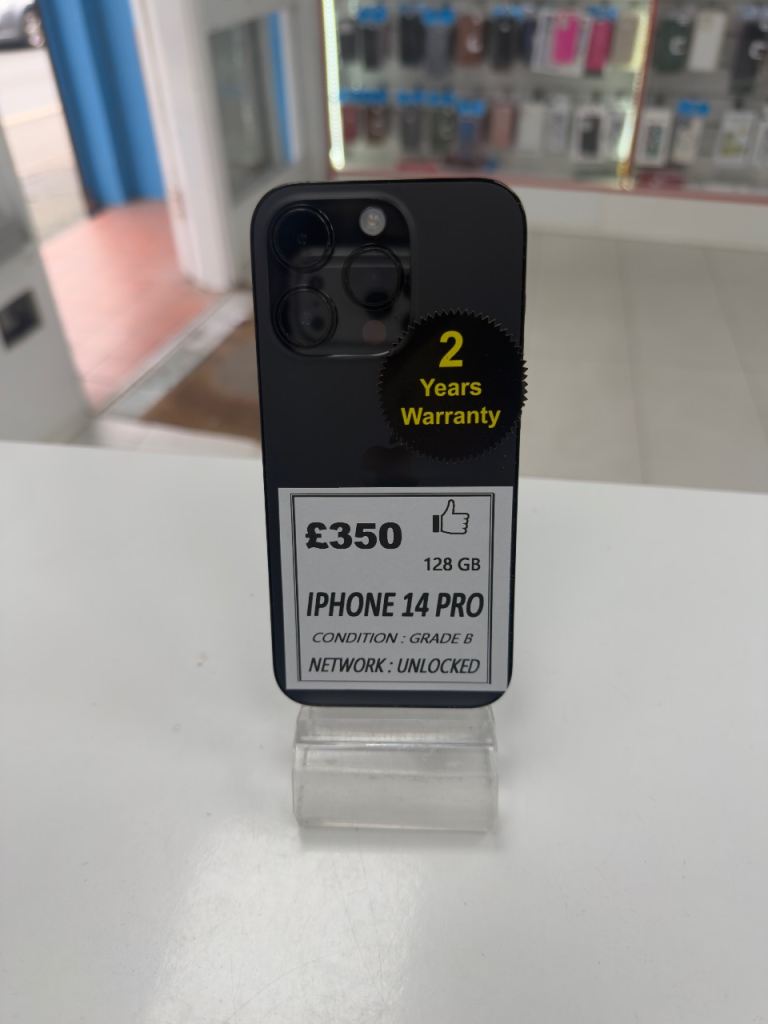 2
Years
Warranty
£350
128 GB
IPHONE 14 PRO
CONDITION : GRADE B
NETWORK : UNLOCKED